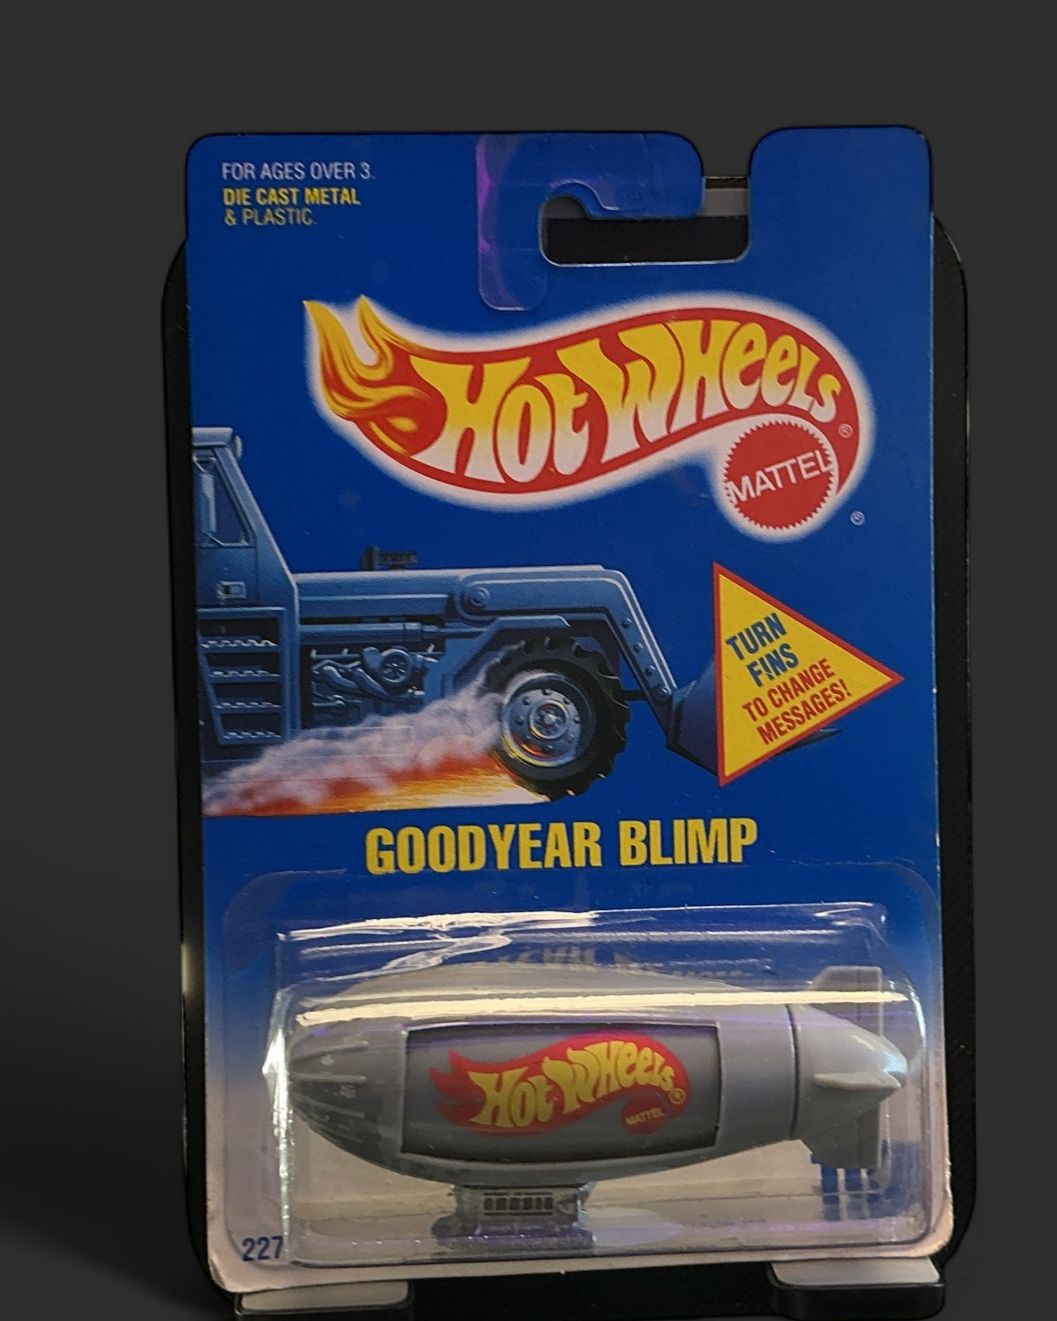 FOR AGES OVER 3.
DIE CAST METAL
& PLASTIC.
HOT WHEELS
®
MATTEL
®
TURN
FINS
TO CHANGE
MESSAGES!
GOODYEAR BLIMP
HOT WHEELS
®
MATTEL
227